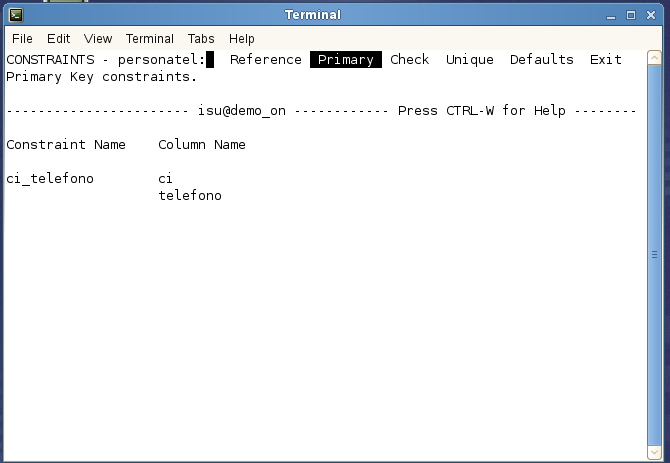 Terminal
File Edit View Terminal Tabs Help
CONSTRAINTS - personatel: Reference Primary Check Unique Defaults Exit
Primary Key constraints.
----------------------- isu@demo_on ------------ Press CTRL-W for Help --------
Constraint Name Column Name
ci_telefono ci
telefono